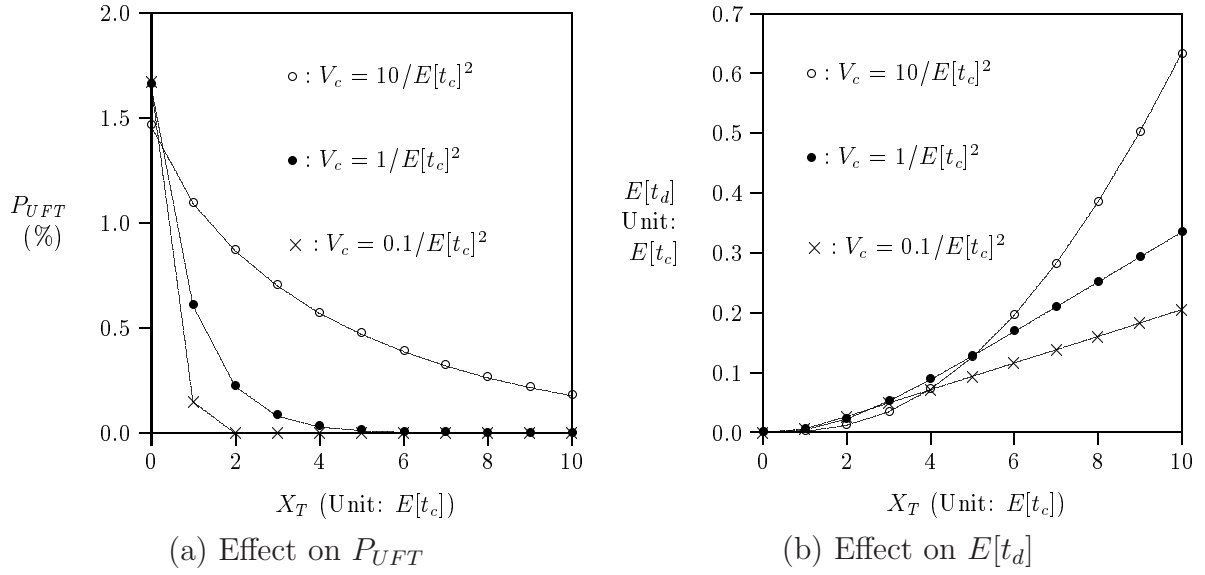 2.0
1.5
1.0
0.5
0.0
P_{UFT}
(%)
○ : V_c = 10/E[t_c]^2
● : V_c = 1/E[t_c]^2
× : V_c = 0.1/E[t_c]^2
0 2 4 6 8 10
X_T (Unit: E[t_c])
(a) Effect on P_{UFT}
0.7
0.6
0.5
0.4
0.3
0.2
0.1
0.0
E[t_d]
Unit:
E[t_c]
○ : V_c = 10/E[t_c]^2
● : V_c = 1/E[t_c]^2
× : V_c = 0.1/E[t_c]^2
0 2 4 6 8 10
X_T (Unit: E[t_c])
(b) Effect on E[t_d]